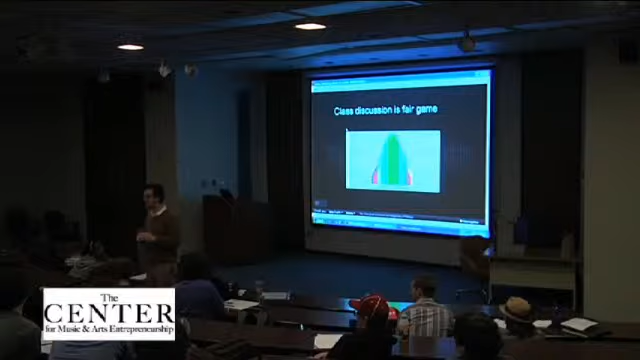 Class discussion is fair game
The
CENTER
for Music & Arts Entrepreneurship